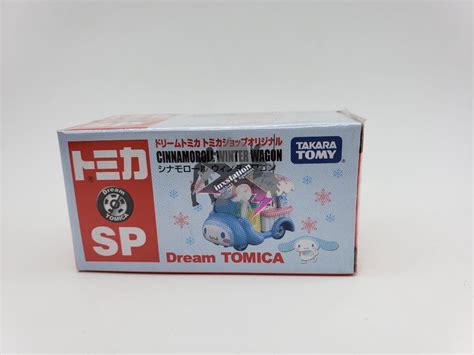 ドリームトミカ トミカショップオリジナル
CINNAMOROLL WINTER WAGON
シナモロール ウィンターワゴン
TAKARA TOMY
トミカ
Dream TOMICA
SP
inxstation
Dream TOMICA